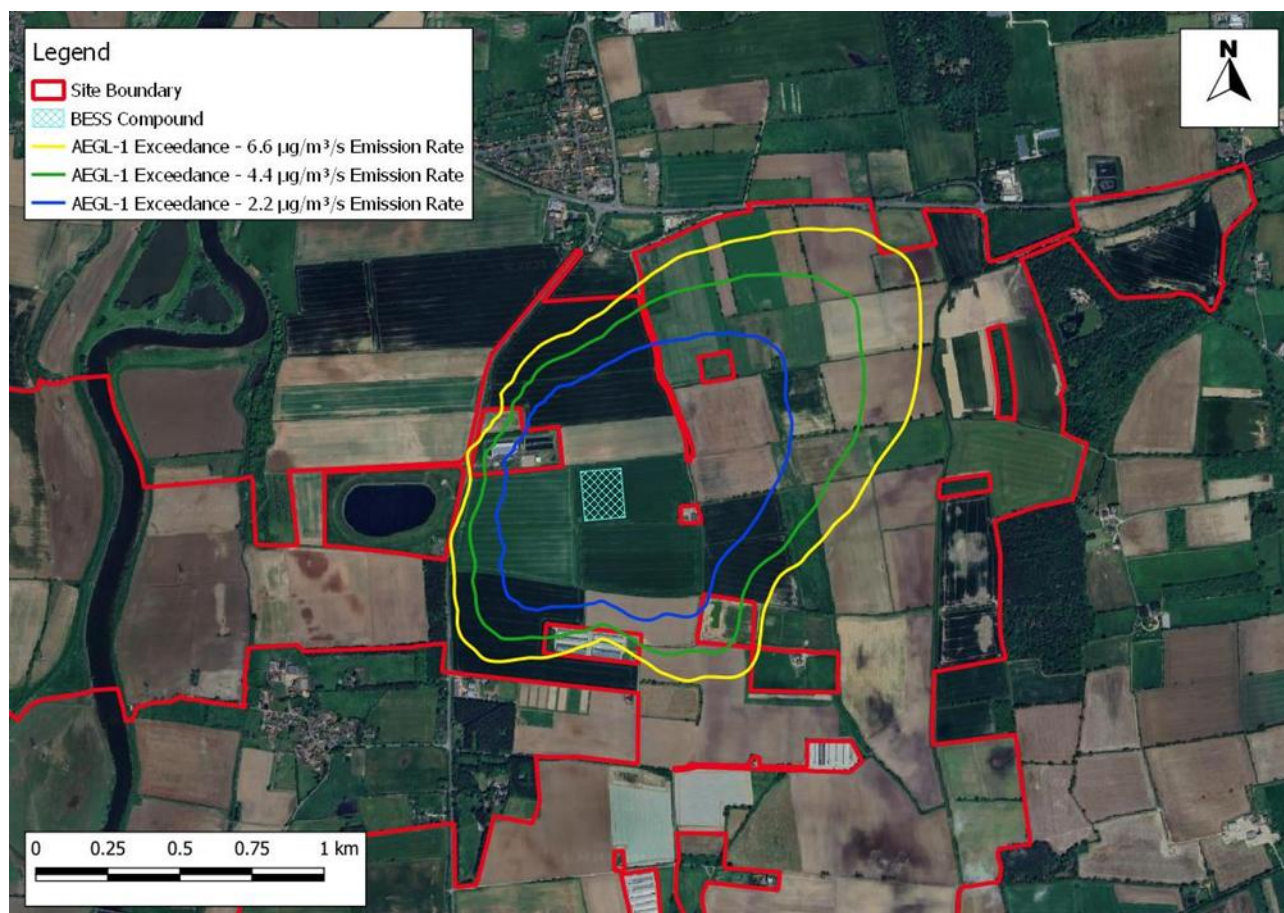 Legend
Site Boundary
BESS Compound
AEGL-1 Exceedance - 6.6 µg/m³/s Emission Rate
AEGL-1 Exceedance - 4.4 µg/m³/s Emission Rate
AEGL-1 Exceedance - 2.2 µg/m³/s Emission Rate
N
0 0.25 0.5 0.75 1 km